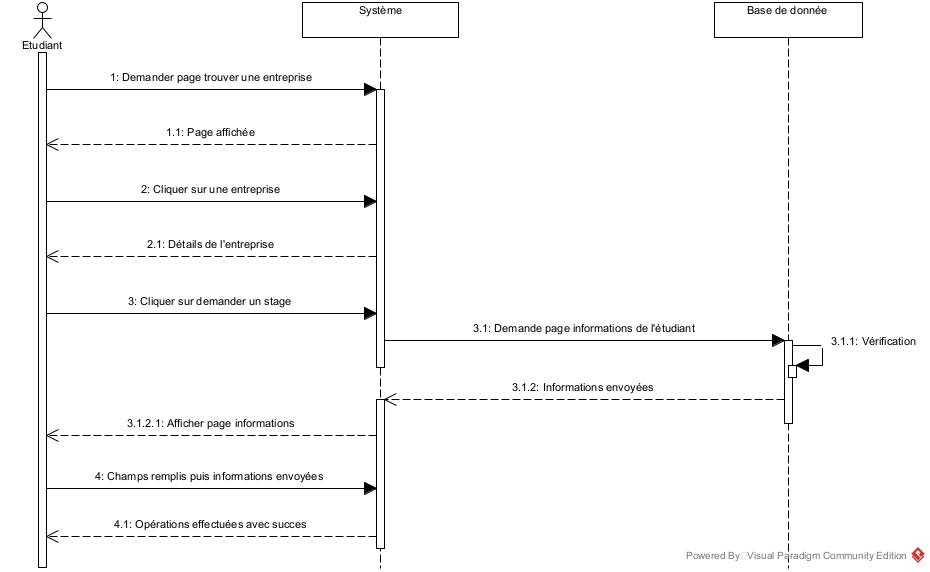 Système
Base de donnée
Etudiant
1: Demander page trouver une entreprise
1.1: Page affichée
2: Cliquer sur une entreprise
2.1: Détails de l'entreprise
3: Cliquer sur demander un stage
3.1: Demande page informations de l'étudiant
3.1.1: Vérification
3.1.2: Informations envoyées
3.1.2.1: Afficher page informations
4: Champs remplis puis informations envoyées
4.1: Opérations effectuées avec succes
Powered By Visual Paradigm Community Edition